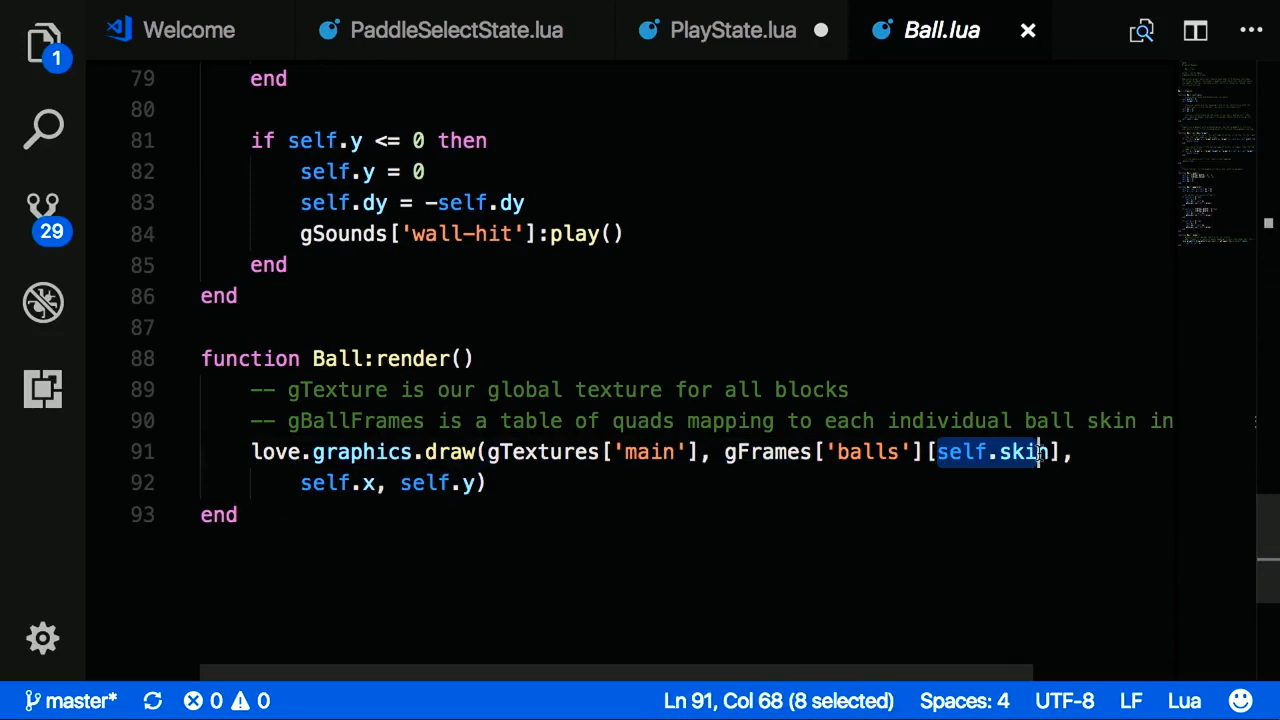 Welcome
PaddleSelectState.lua
PlayState.lua
Ball.lua
1
29
79 end
80
81 if self.y <= 0 then
82 self.y = 0
83 self.dy = -self.dy
84 gSounds['wall-hit']:play()
85 end
86 end
87
88 function Ball:render()
89 -- gTexture is our global texture for all blocks
90 -- gBallFrames is a table of quads mapping to each individual ball skin in
91 love.graphics.draw(gTextures['main'], gFrames['balls'][self.skin],
92 self.x, self.y)
93 end
master* 0 0 Ln 91, Col 68 (8 selected) Spaces: 4 UTF-8 LF Lua